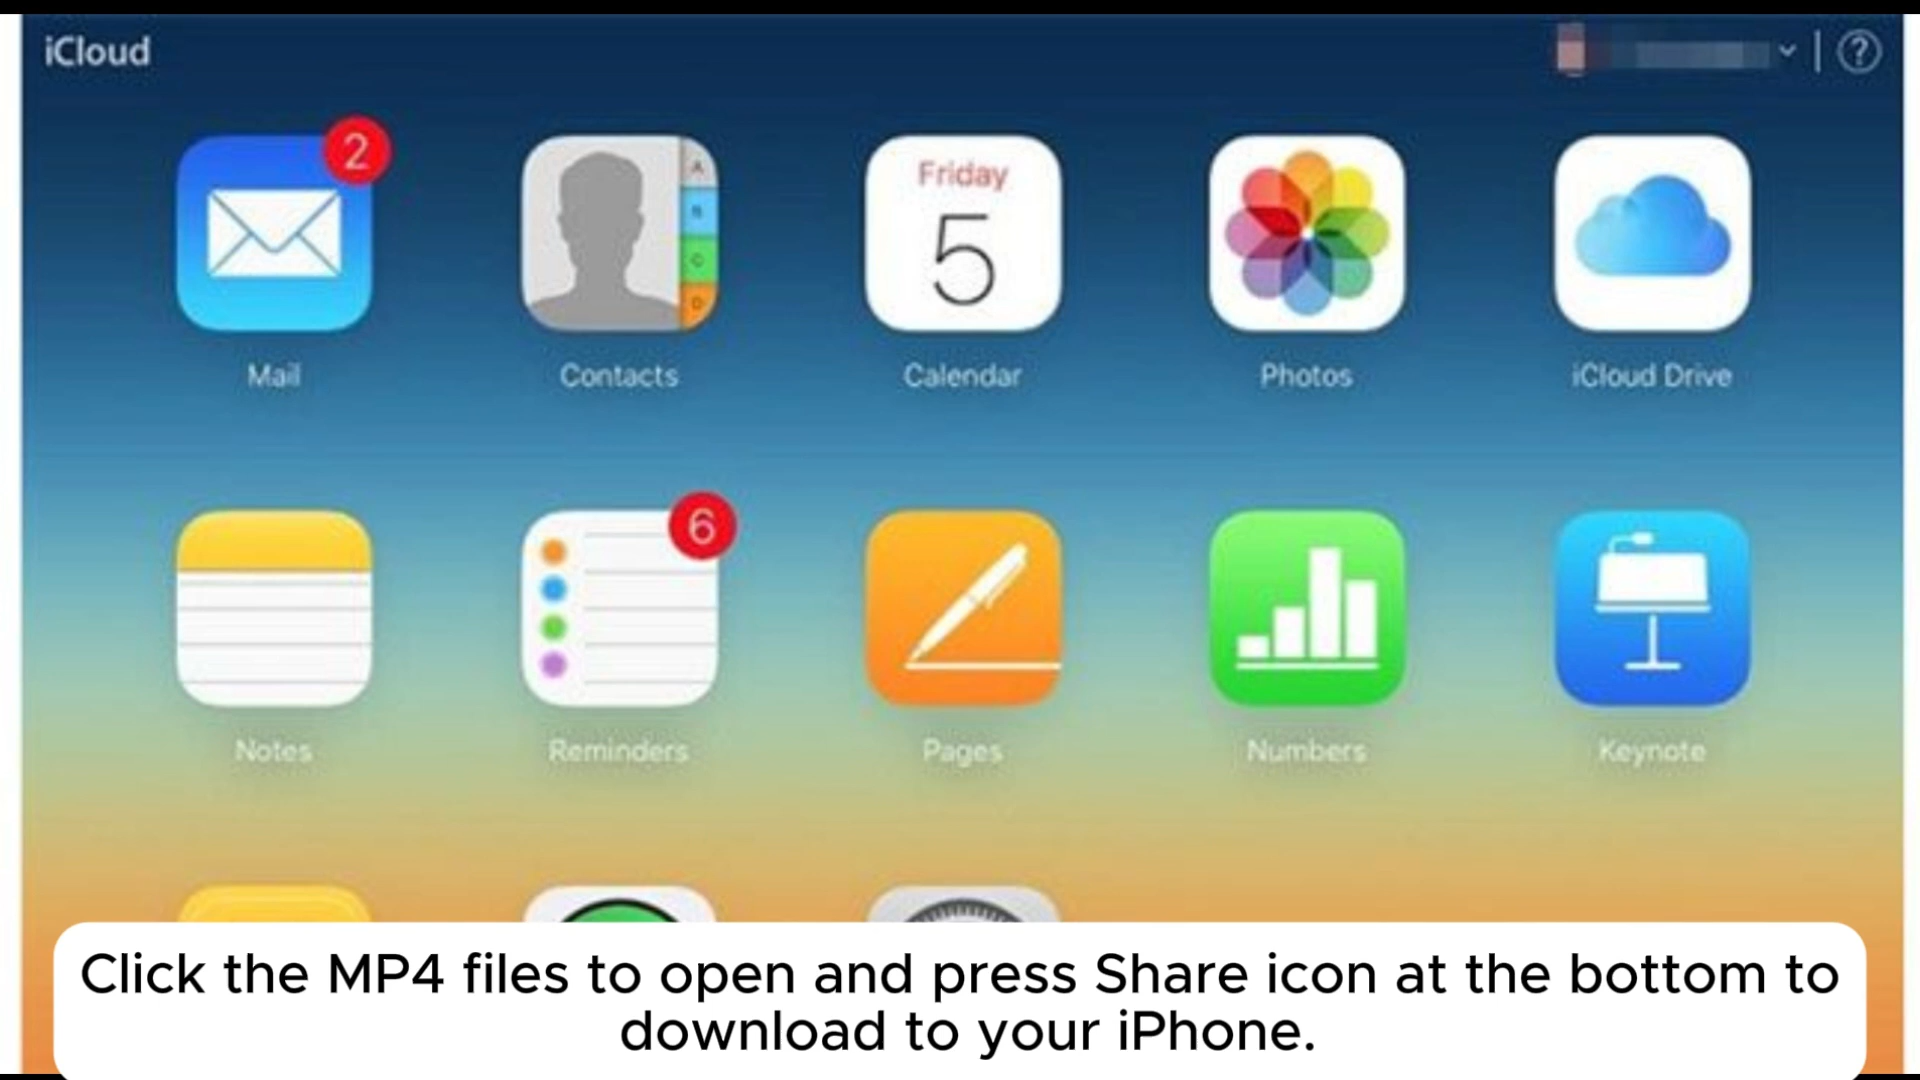 iCloud
?
2
A
B
C
D
Friday
5
Mail
Contacts
Calendar
Photos
iCloud Drive
6
Notes
Reminders
Pages
Numbers
Keynote
Click the MP4 files to open and press Share icon at the bottom to
download to your iPhone.